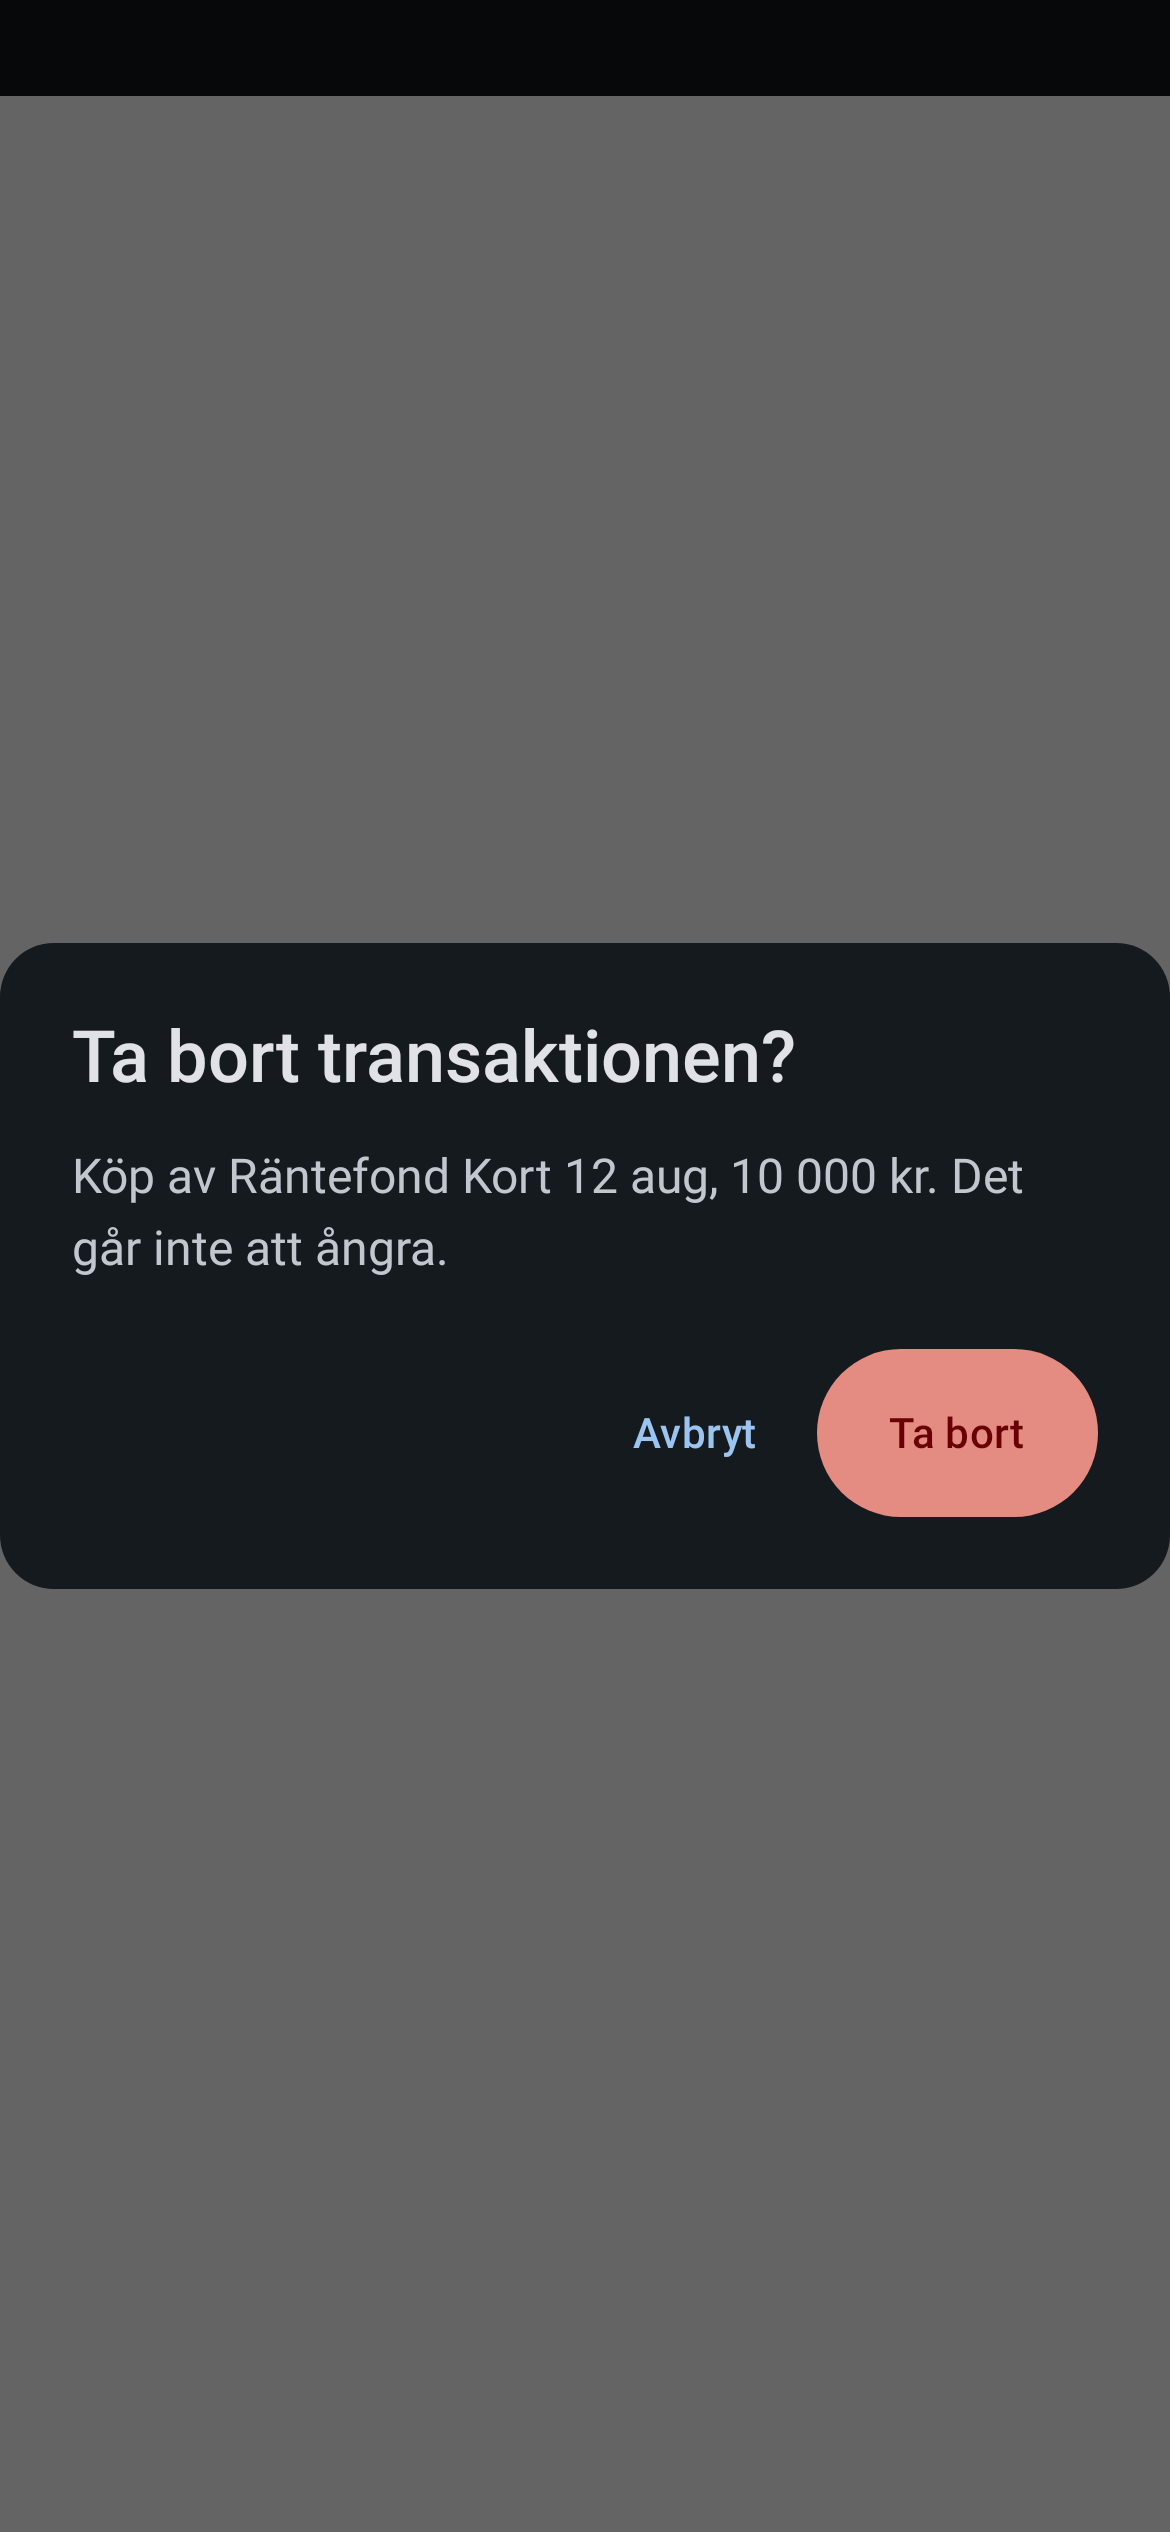 Ta bort transaktionen?
Köp av Räntefond Kort 12 aug, 10 000 kr. Det
går inte att ångra.
Avbryt
Ta bort